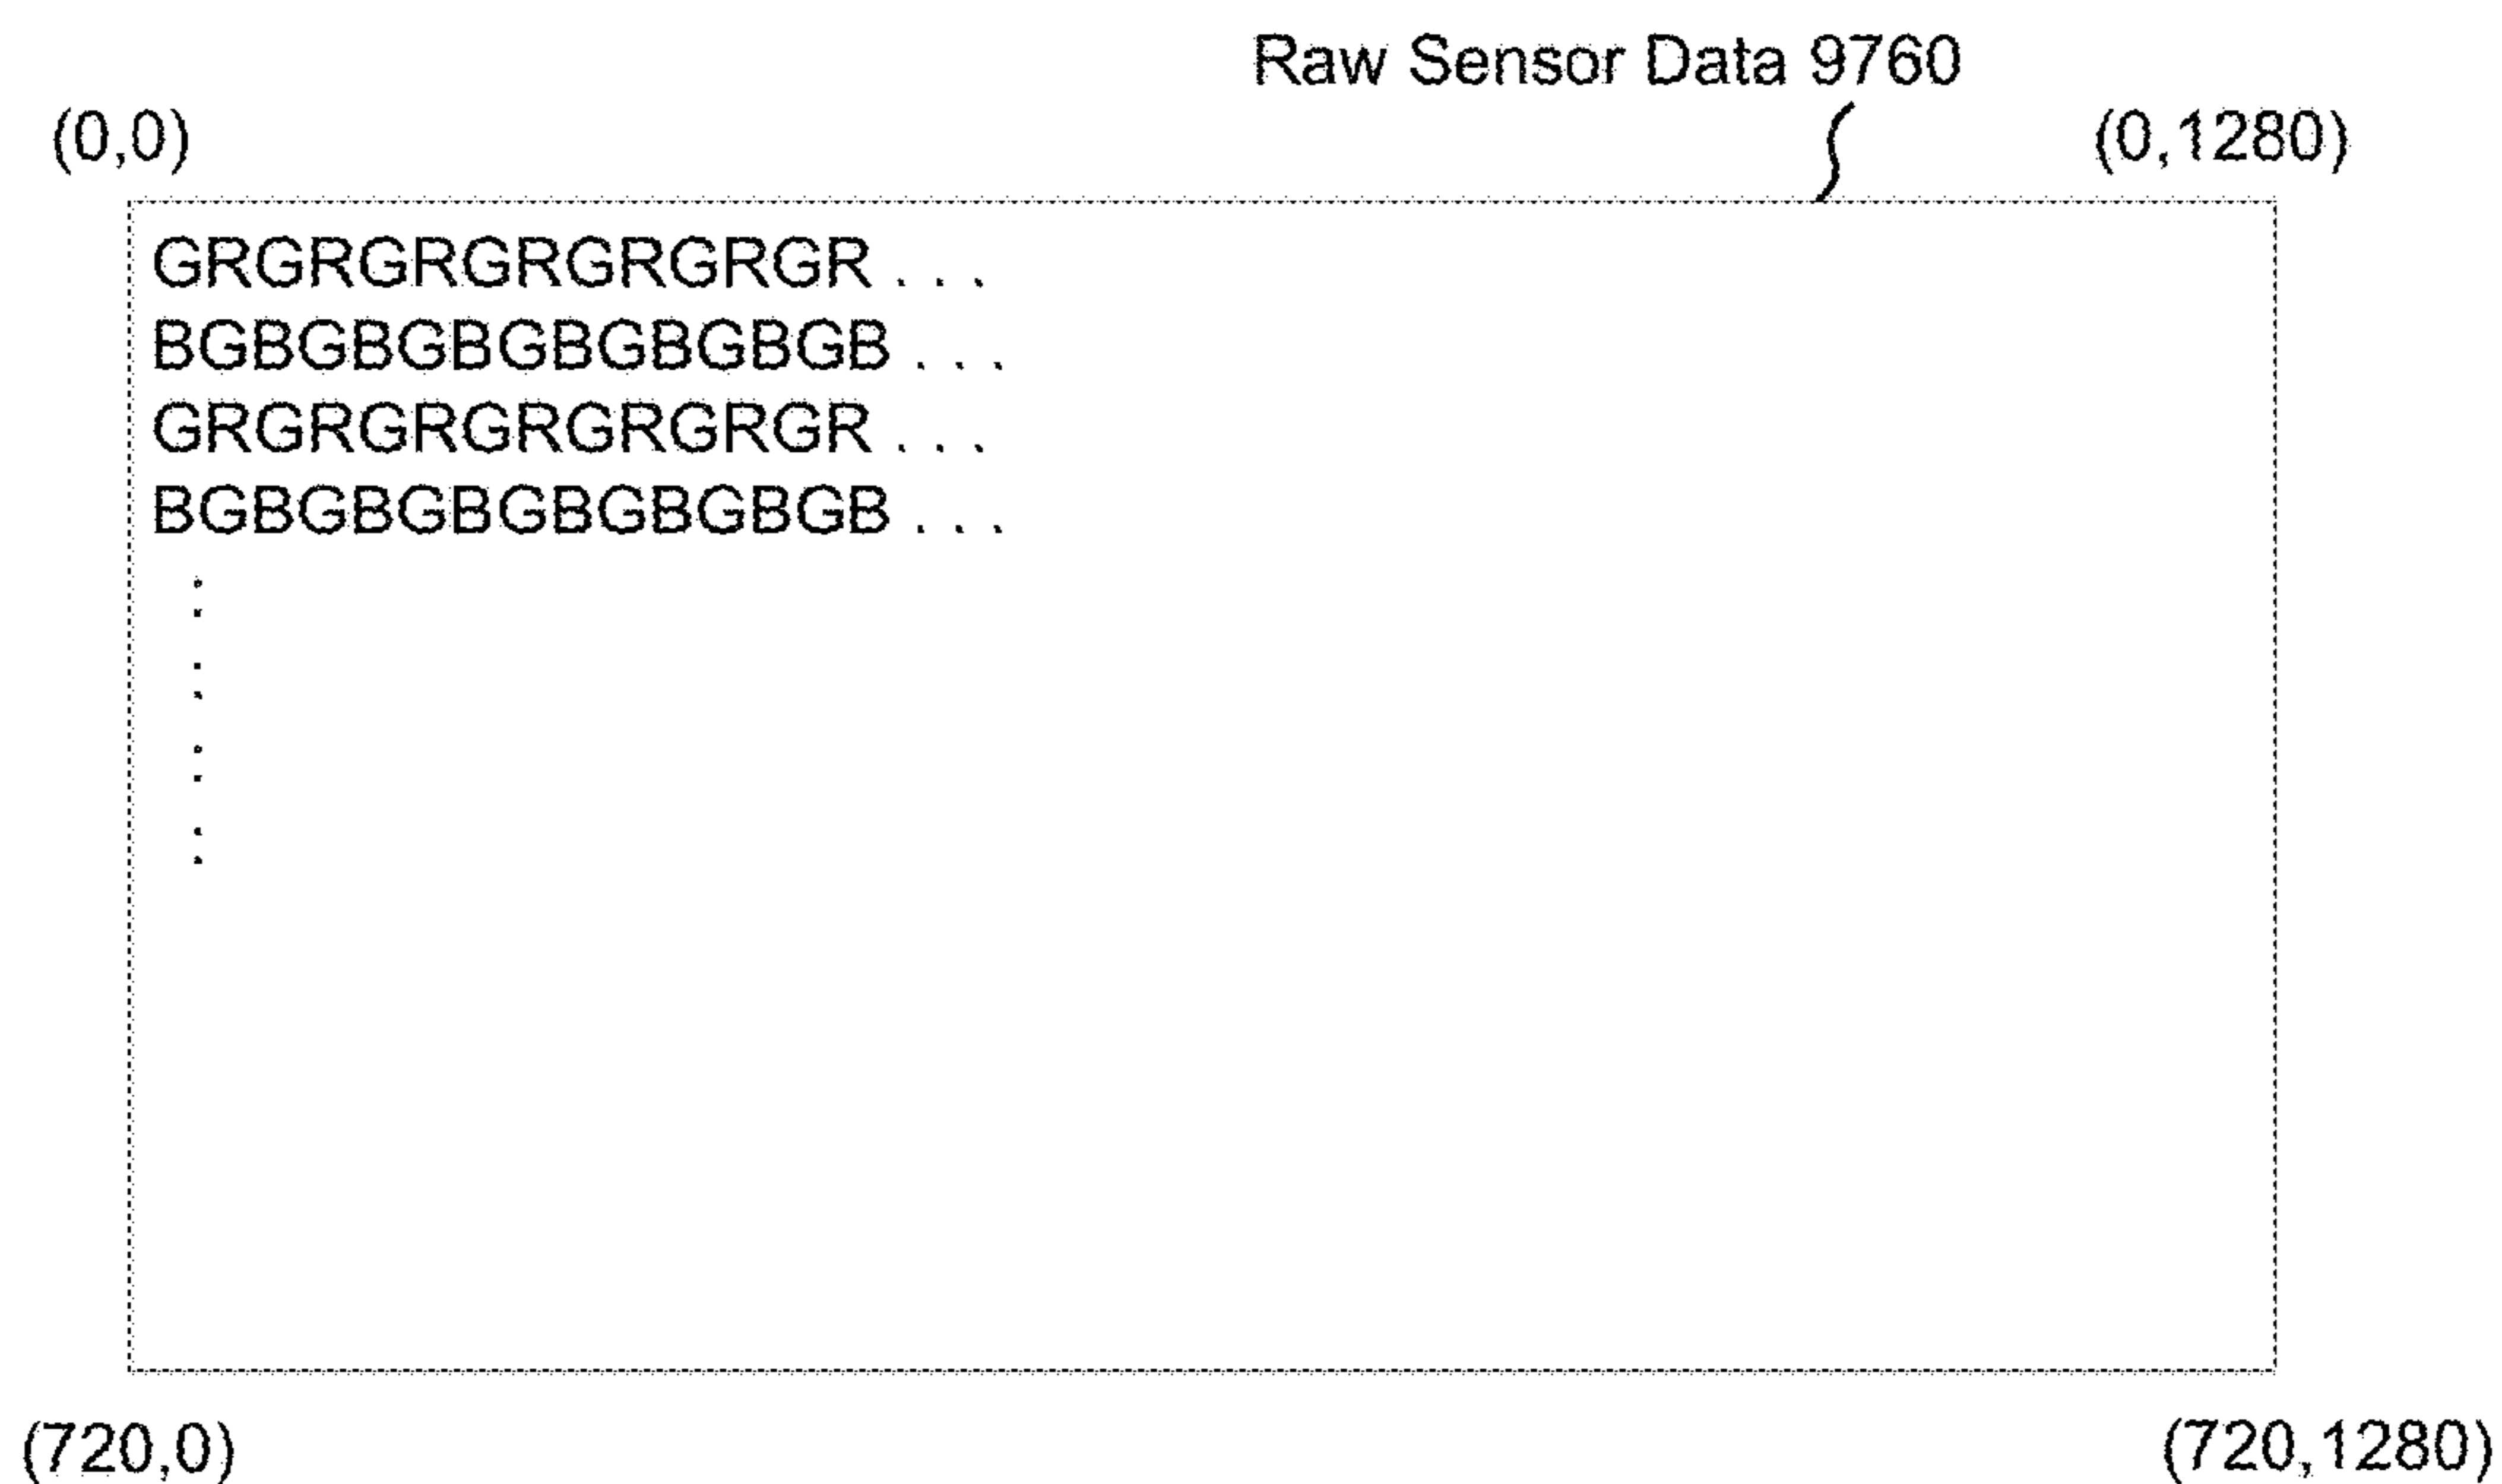 Raw Sensor Data 9760
(0,0) (0,1280)
GRGRGRGRGRGRGR...
BGBGBGBGBGBGBGB...
GRGRGRGRGRGRGR...
BGBGBGBGBGBGBGB...
:
:
:
:
(720,0) (720,1280)